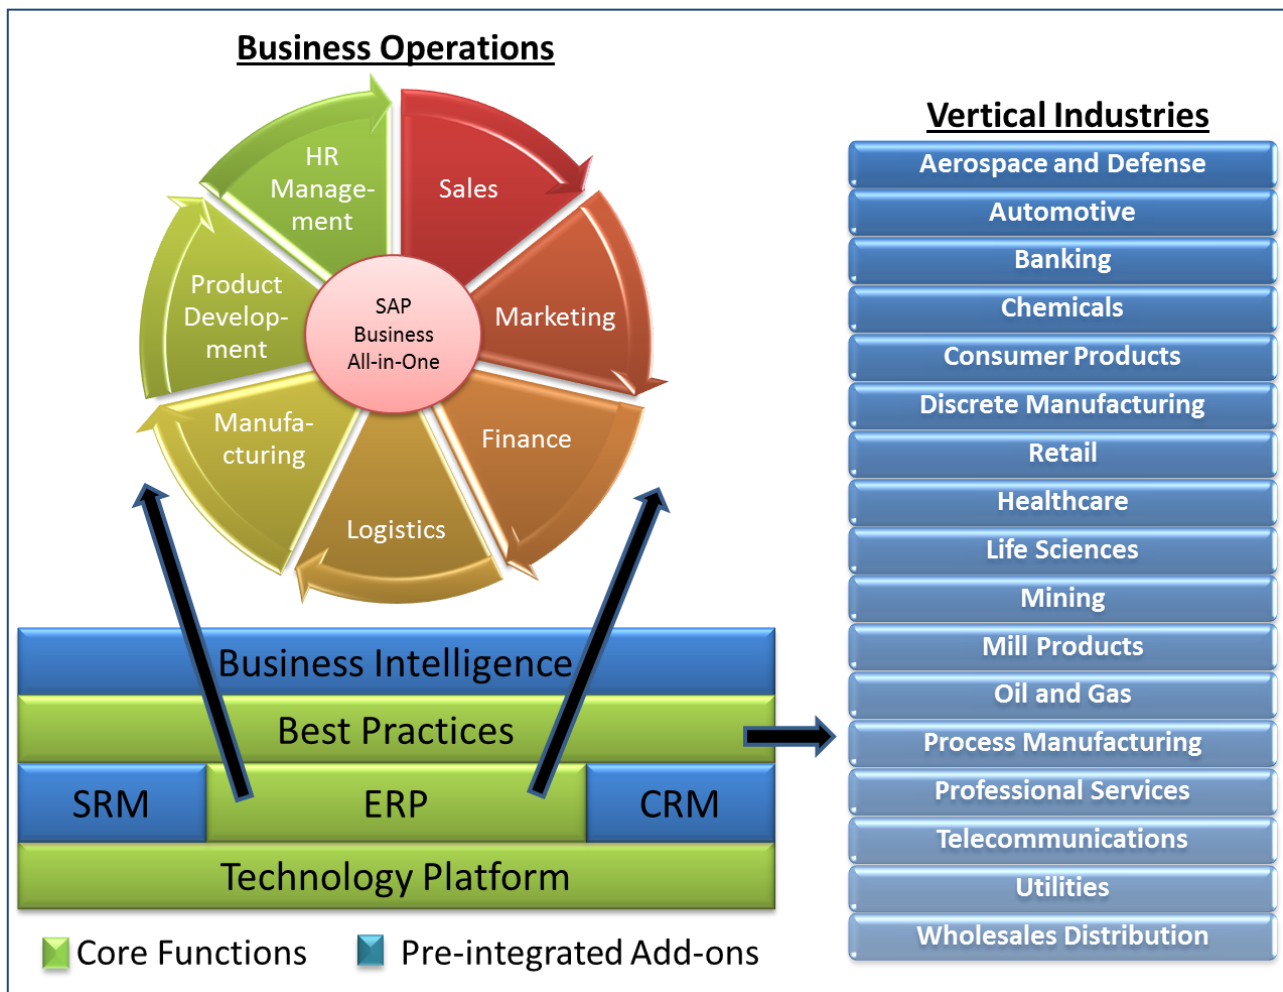 Business Operations
HR
Manage-
ment
Sales
Product
Develop-
ment
SAP
Business
All-in-One
Marketing
Manufa-
cturing
Finance
Logistics
Business Intelligence
Best Practices
SRM
ERP
CRM
Technology Platform
Core Functions
Pre-integrated Add-ons
Vertical Industries
Aerospace and Defense
Automotive
Banking
Chemicals
Consumer Products
Discrete Manufacturing
Retail
Healthcare
Life Sciences
Mining
Mill Products
Oil and Gas
Process Manufacturing
Professional Services
Telecommunications
Utilities
Wholesales Distribution